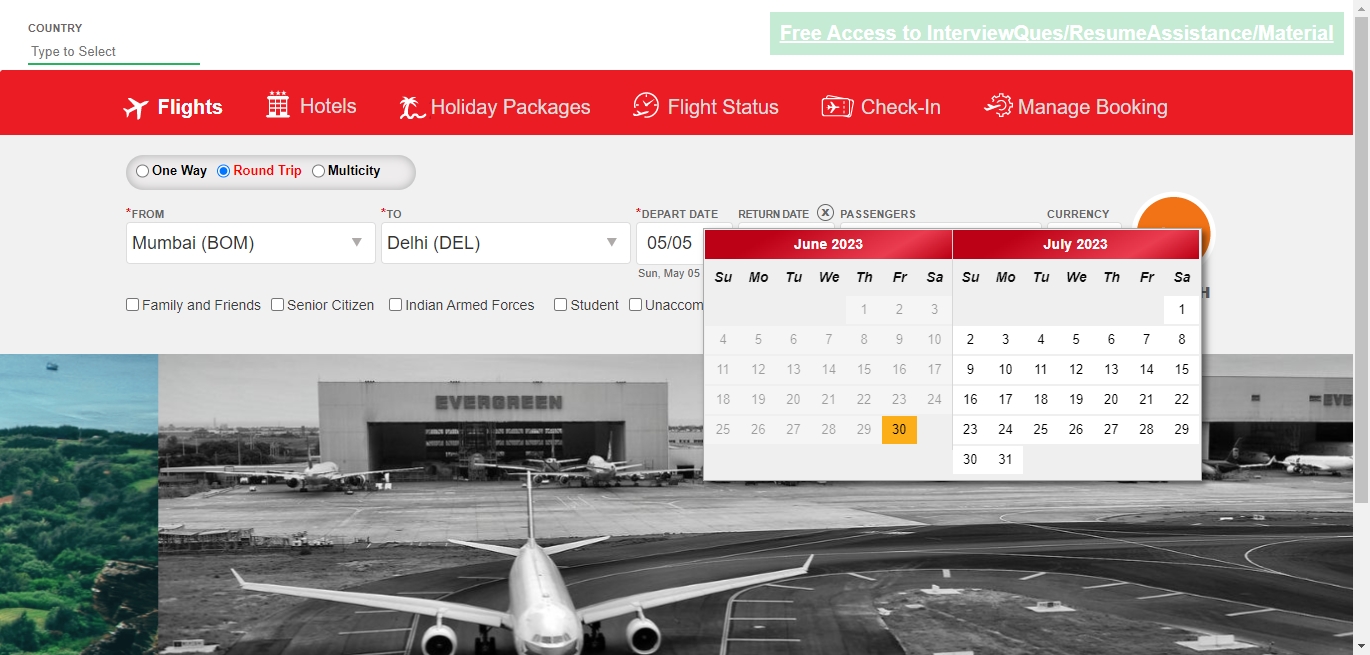 COUNTRY
Type to Select
Free Access to InterviewQues/ResumeAssistance/Material
Flights Hotels Holiday Packages Flight Status Check-In Manage Booking
One Way Round Trip Multicity
*FROM *TO *DEPART DATE RETURN DATE X PASSENGERS CURRENCY
Mumbai (BOM) Delhi (DEL) 05/05
Sun, May 05
Family and Friends Senior Citizen Indian Armed Forces Student Unaccom
H
June 2023 July 2023
Su Mo Tu We Th Fr Sa Su Mo Tu We Th Fr Sa
1 2 3 1
4 5 6 7 8 9 10 2 3 4 5 6 7 8
11 12 13 14 15 16 17 9 10 11 12 13 14 15
18 19 20 21 22 23 24 16 17 18 19 20 21 22
25 26 27 28 29 30 23 24 25 26 27 28 29
30 31
EVERGREEN
EVE